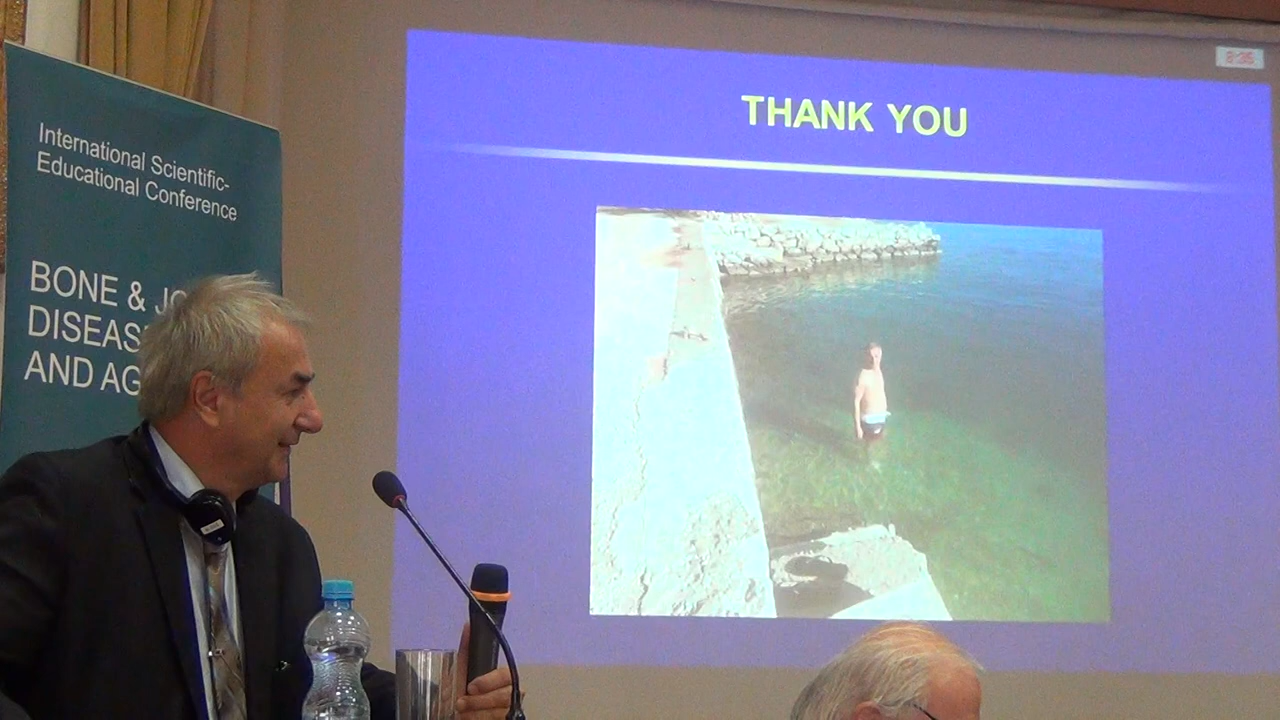 International Scientific-
Educational Conference
BONE & JO
DISEAS
AND AG
THANK YOU